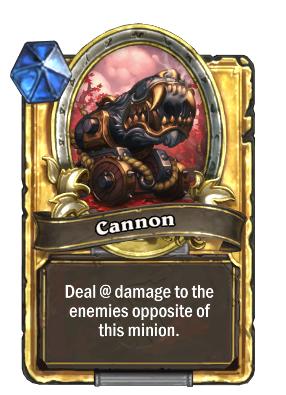 Cannon
Deal @ damage to the
enemies opposite of
this minion.